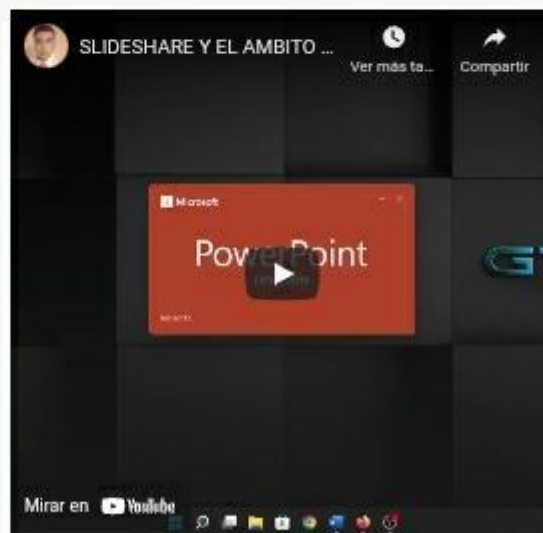 SLIDESHARE Y EL AMBITO ...
Ver más ta...
Compartir
Microsoft
PowerPoint
Mirar en YouTube